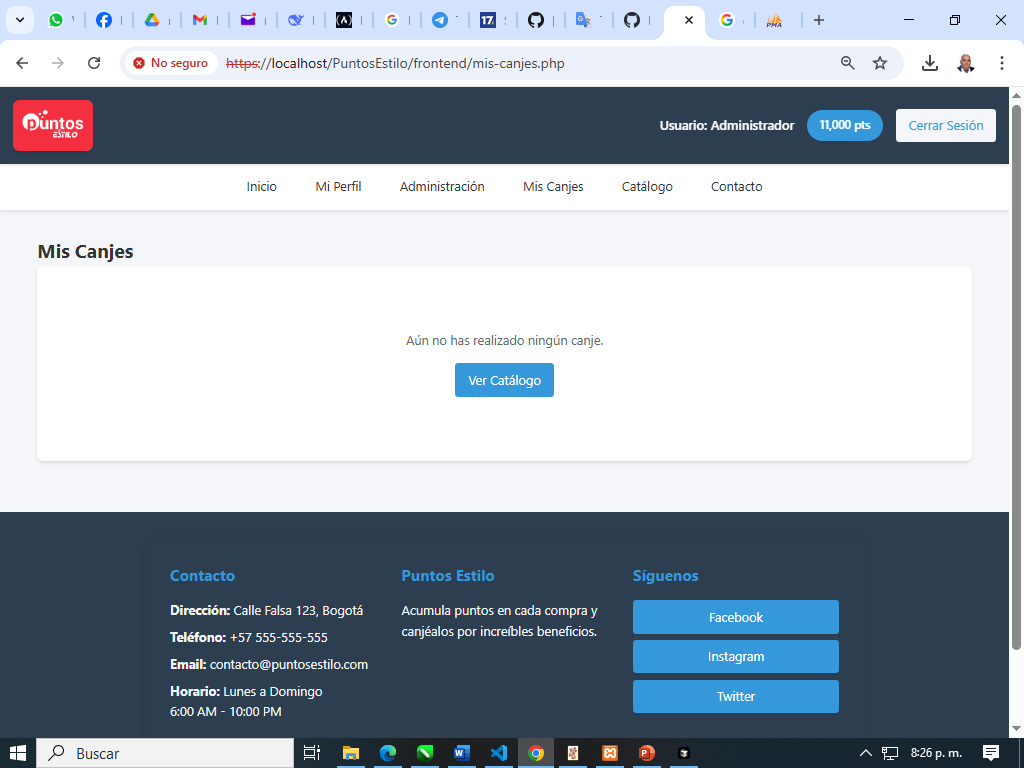 No seguro
https://localhost/PuntosEstilo/frontend/mis-canjes.php
puntos
ESTILO
Usuario: Administrador
11,000 pts
Cerrar Sesión
Inicio
Mi Perfil
Administración
Mis Canjes
Catálogo
Contacto
Mis Canjes
Aún no has realizado ningún canje.
Ver Catálogo
Contacto
Dirección: Calle Falsa 123, Bogotá
Teléfono: +57 555-555-555
Email: contacto@puntosestilo.com
Horario: Lunes a Domingo
6:00 AM - 10:00 PM
Puntos Estilo
Acumula puntos en cada compra y
canjéalos por increíbles beneficios.
Síguenos
Facebook
Instagram
Twitter
Buscar
8:26 p. m.